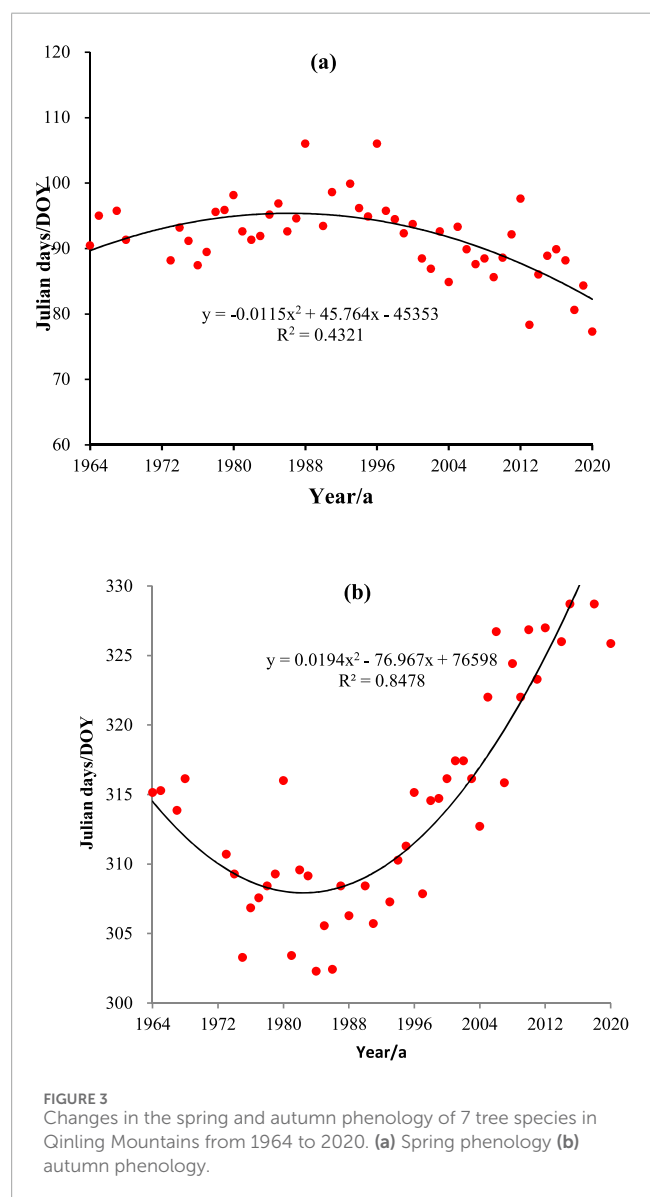 120
(a)
100
90
80
70
60
Julian days/DOY
y = -0.0115x² + 45.764x - 45353
R² = 0.4321
1964 1972 1980 1988 1996 2004 2012 2020
Year/a
330
(b)
325
320
315
310
305
300
Julian days/DOY
y = 0.0194x² - 76.967x + 76598
R² = 0.8478
1964 1972 1980 1988 1996 2004 2012 2020
Year/a
FIGURE 3
Changes in the spring and autumn phenology of 7 tree species in
Qinling Mountains from 1964 to 2020. (a) Spring phenology (b)
autumn phenology.